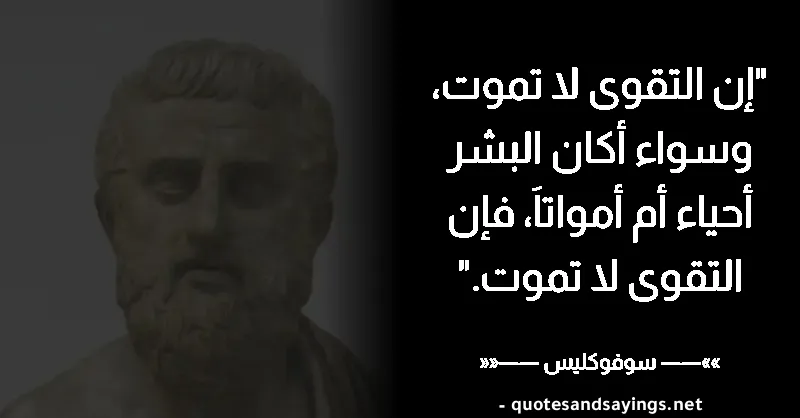 "إن التقوى لا تموت،
وسواء أكان البشر
أحياء أم أمواتاَ، فإن
التقوى لا تموت."
»»—— سوفوكليس ——««
- quotesandsayings.net